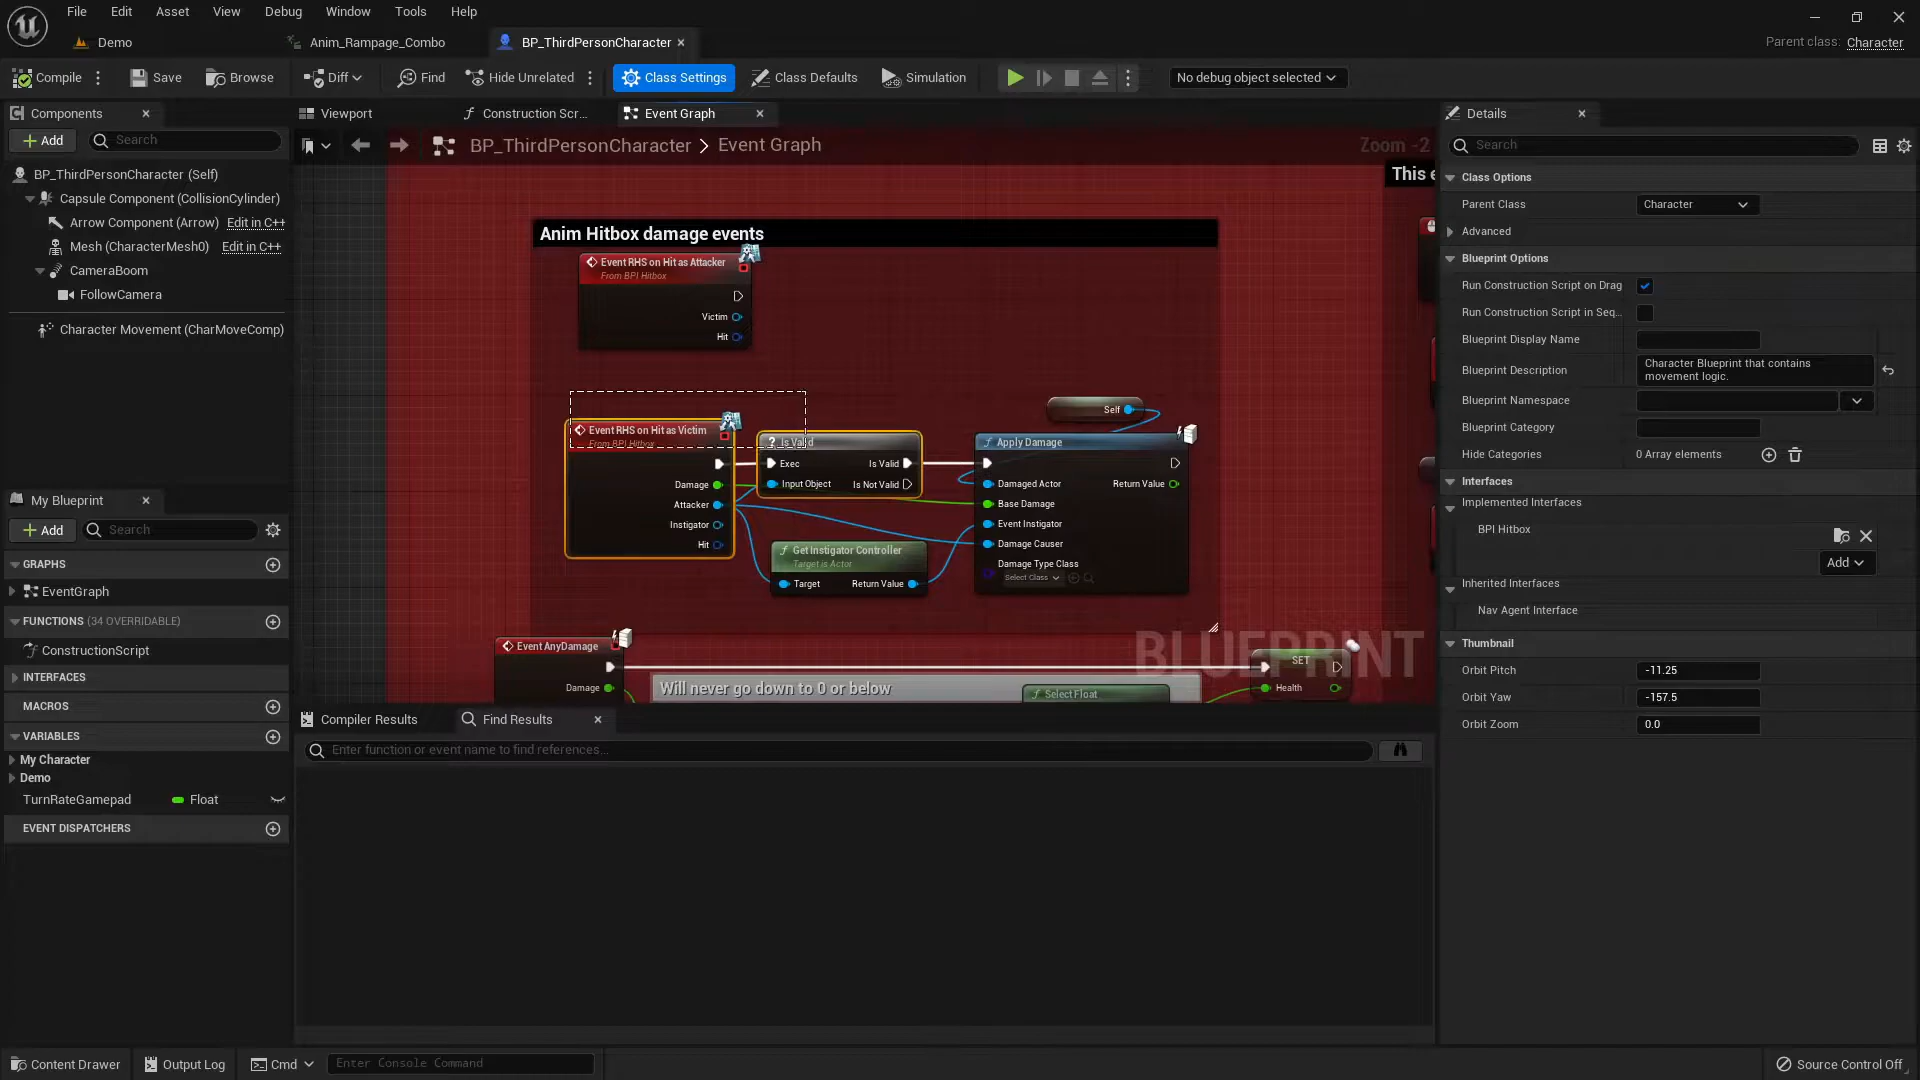 File Edit Asset View Debug Window Tools Help
Demo
Anim_Rampage_Combo
BP_ThirdPersonCharacter
Parent class: Character
Compile
Save
Browse
Diff
Find
Hide Unrelated
Class Settings
Class Defaults
Simulation
No debug object selected
Components
Add
Search
BP_ThirdPersonCharacter (Self)
Capsule Component (CollisionCylinder)
Arrow Component (Arrow) Edit in C++
Mesh (CharacterMesh0) Edit in C++
CameraBoom
FollowCamera
Character Movement (CharMoveComp)
My Blueprint
Add
Search
GRAPHS
EventGraph
FUNCTIONS (34 OVERRIDABLE)
ConstructionScript
INTERFACES
MACROS
VARIABLES
My Character
Demo
TurnRateGamepad Float
EVENT DISPATCHERS
Viewport
Construction Scr...
Event Graph
BP_ThirdPersonCharacter > Event Graph
Zoom -2
This e
Anim Hitbox damage events
Event RHS on Hit as Attacker
From BPI Hitbox
Victim
Hit
Event RHS on Hit as Victim
From BPI Hitbox
Damage
Attacker
Instigator
Hit
? Is Valid
Exec Is Valid
Input Object Is Not Valid
Get Instigator Controller
Target is Actor
Target Return Value
Self
Apply Damage
Damaged Actor Return Value
Base Damage
Event Instigator
Damage Causer
Damage Type Class
Select Class
Event AnyDamage
Damage
Will never go down to 0 or below
Select Float
SET
Health
BLUEPRINT
Compiler Results
Find Results
Enter function or event name to find references...
Details
Search
Class Options
Parent Class Character
Advanced
Blueprint Options
Run Construction Script on Drag
Run Construction Script in Seq...
Blueprint Display Name
Blueprint Description Character Blueprint that contains
movement logic.
Blueprint Namespace
Blueprint Category
Hide Categories 0 Array elements
Interfaces
Implemented Interfaces
BPI Hitbox
Add
Inherited Interfaces
Nav Agent Interface
Thumbnail
Orbit Pitch -11.25
Orbit Yaw -157.5
Orbit Zoom 0.0
Content Drawer
Output Log
Cmd
Enter Console Command
Source Control Off